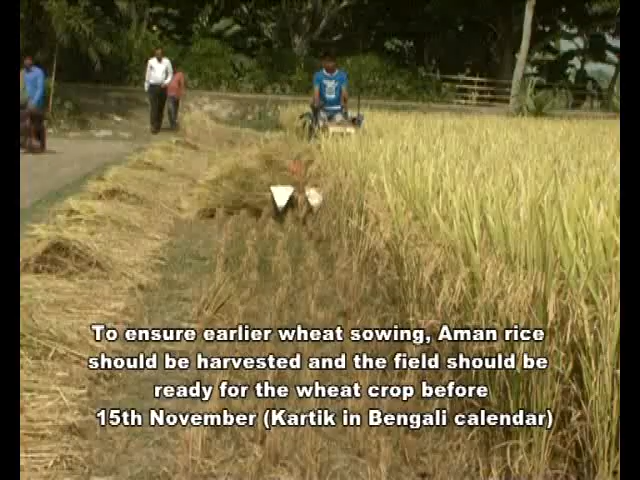 To ensure earlier wheat sowing, Aman rice
should be harvested and the field should be
ready for the wheat crop before
15th November (Kartik in Bengali calendar)